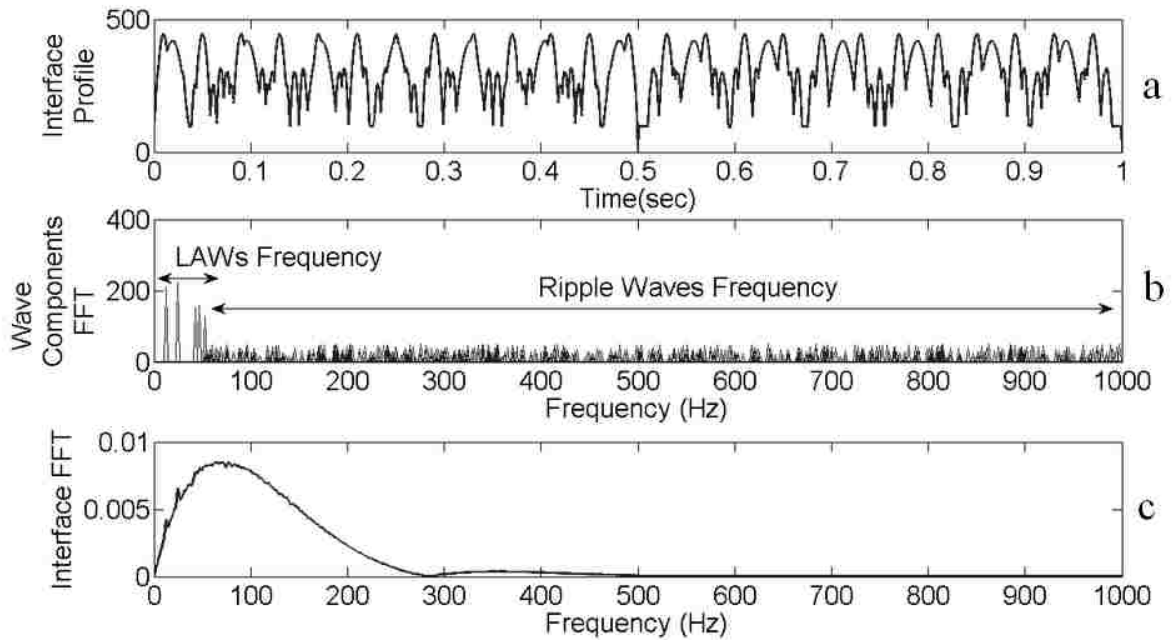 500
0
Interface
Profile
0 0.1 0.2 0.3 0.4 0.5 0.6 0.7 0.8 0.9 1
Time(sec)
a
400
200
0
Wave
Components
FFT
LAWs Frequency
Ripple Waves Frequency
0 100 200 300 400 500 600 700 800 900 1000
Frequency (Hz)
b
0.01
0.005
0
Interface FFT
0 100 200 300 400 500 600 700 800 900 1000
Frequency (Hz)
c